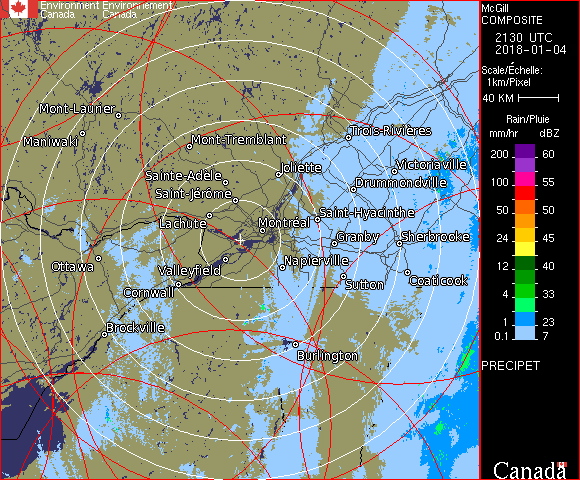 Environment Environnement
Canada Canada
McGill
COMPOSITE
2130 UTC
2018-01-04
Scale/Échelle:
1km/Pixel
40 KM
Rain/Pluie
mm/hr dBZ
200 60
150 57
100 55
50 50
24 45
12 40
4 33
1 23
0.1 7
PRECIPET
Canada
Mont-Laurier
Maniwaki
Mont-Tremblant
Trois-Rivières
Joliette
Victoriaville
Sainte-Adèle
Drummondville
Saint-Jérôme
Lachute
Saint-Hyacinthe
Montréal
Granby
Sherbrooke
Ottawa
Valleyfield
Napierville
Coaticook
Sutton
Cornwall
Brockville
Burlington